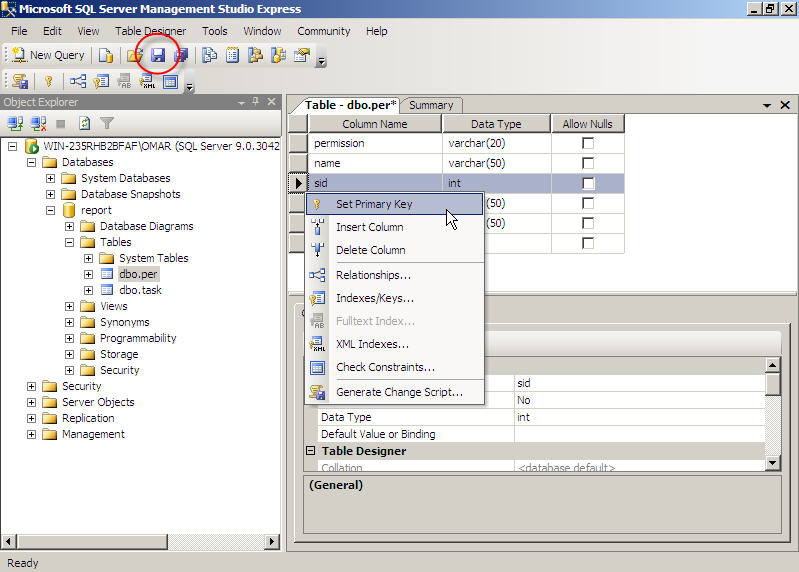 Microsoft SQL Server Management Studio Express
File Edit View Table Designer Tools Window Community Help
New Query
Object Explorer
Table - dbo.per* Summary
Column Name Data Type Allow Nulls
permission varchar(20)
name varchar(50)
sid int
(50)
(50)
Set Primary Key
Insert Column
Delete Column
Relationships...
Indexes/Keys...
Fulltext Index...
XML Indexes...
Check Constraints...
Generate Change Script...
WIN-235RHB2BFAF\OMAR (SQL Server 9.0.3042
Databases
System Databases
Database Snapshots
report
Database Diagrams
Tables
System Tables
dbo.per
dbo.task
Views
Synonyms
Programmability
Storage
Security
Security
Server Objects
Replication
Management
sid
No
Data Type int
Default Value or Binding
Table Designer
Collation <database default>
(General)
Ready